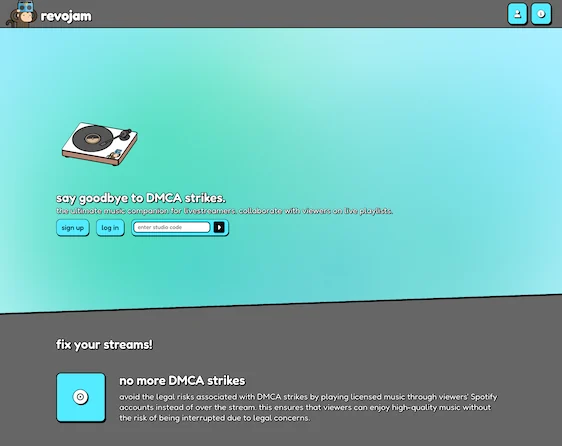 revojam
say goodbye to DMCA strikes.
the ultimate music companion for livestreamers. collaborate with viewers on live playlists.
sign up
log in
enter studio code
fix your streams!
no more DMCA strikes
avoid the legal risks associated with DMCA strikes by playing licensed music through viewers' Spotify
accounts instead of over the stream. this ensures that viewers can enjoy high-quality music without
the risk of being interrupted due to legal concerns.